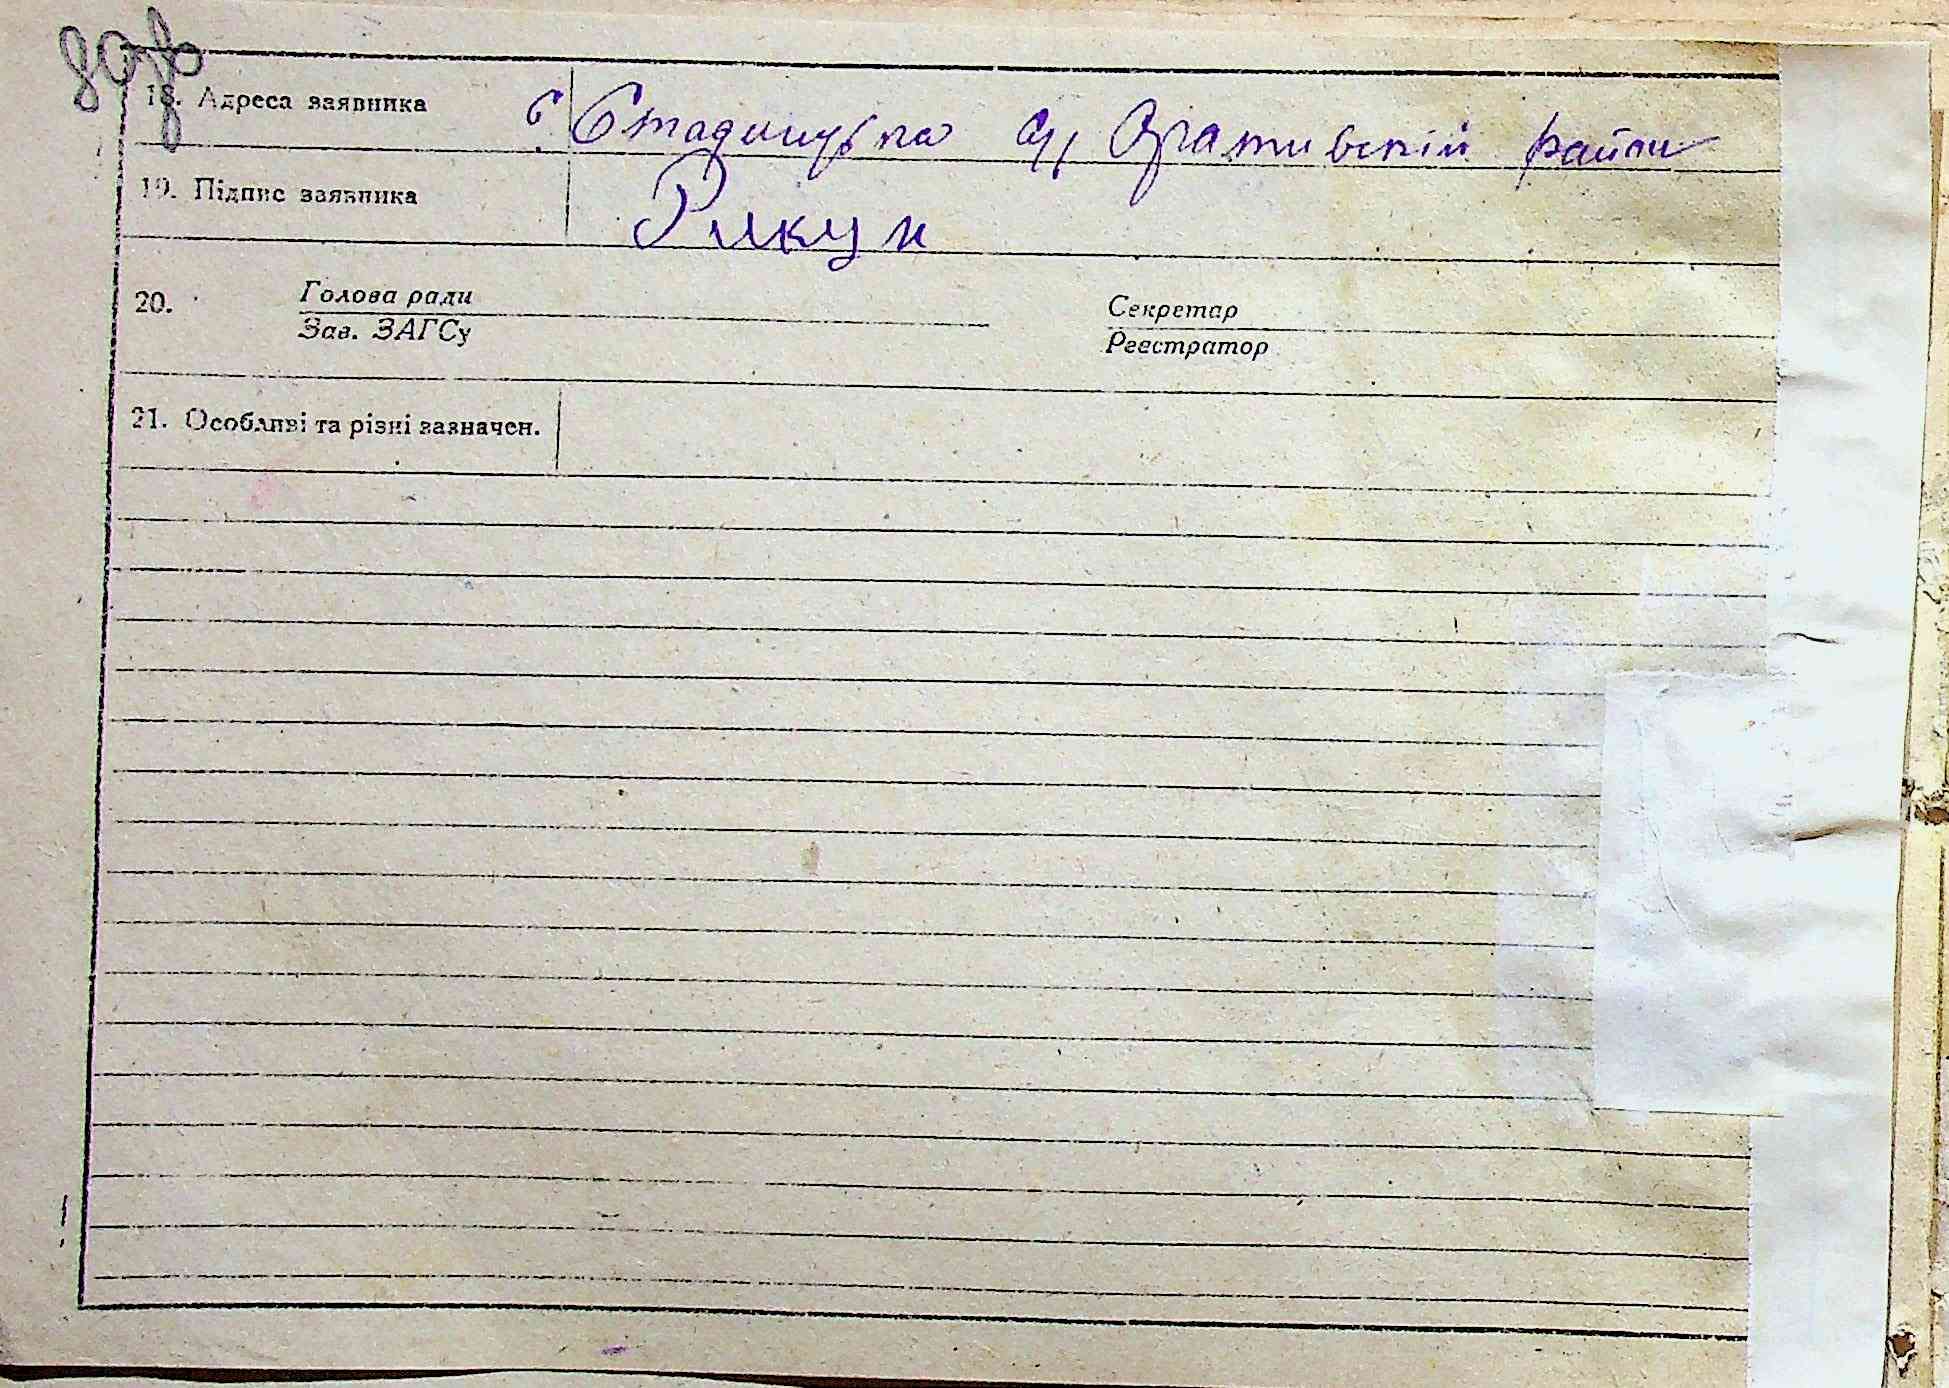 80зв
18. Адреса заявника с. Стадниця с/р Оратівський район
19. Підпис заявника Рикун
20. Голова ради Секретар
Зав. ЗАГСу Реєстратор
21. Особливі та різні зазначен.